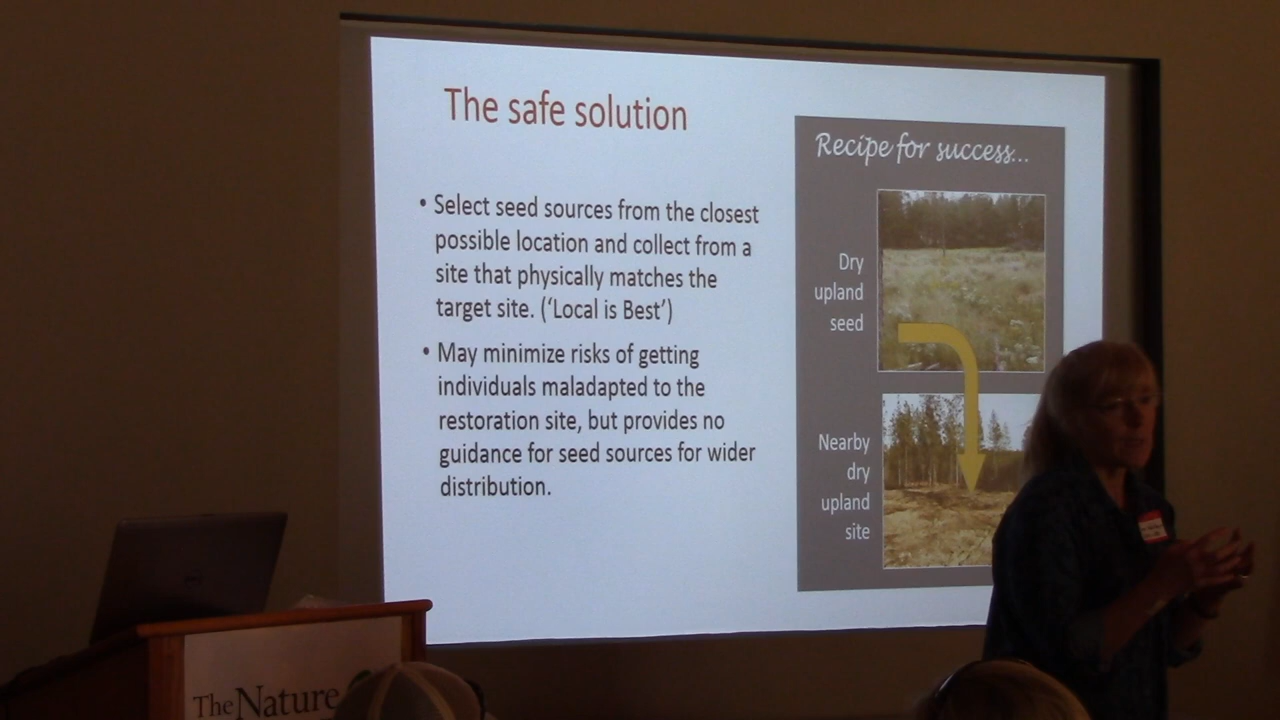 The safe solution
• Select seed sources from the closest
possible location and collect from a
site that physically matches the
target site. ('Local is Best')
• May minimize risks of getting
individuals maladapted to the
restoration site, but provides no
guidance for seed sources for wider
distribution.
Recipe for success...
Dry
upland
seed
Nearby
dry
upland
site
The Nature